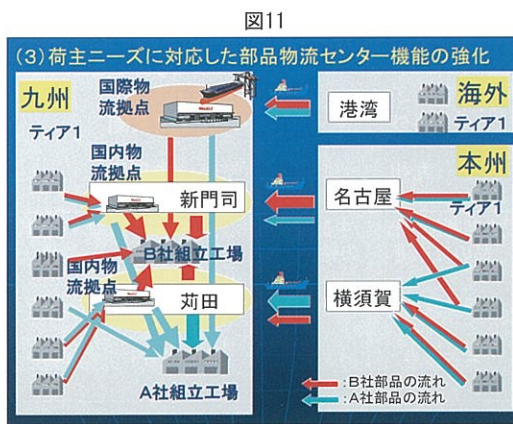 図11
(3)荷主ニーズに対応した部品物流センター機能の強化
九州
国際物
流拠点
ティア1
国内物
流拠点
新門司
B社組立工場
国内物
流拠点
苅田
A社組立工場
港湾
海外
ティア1
本州
名古屋
ティア1
横須賀
:B社部品の流れ
:A社部品の流れ